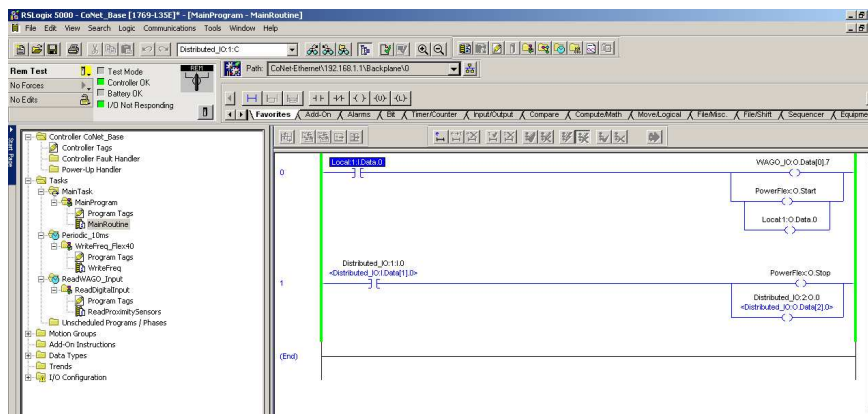 RSLogix 5000 - CoNet_Base [1769-L35E]* - [MainProgram - MainRoutine]
File Edit View Search Logic Communications Tools Window Help
Distributed_IO:1:C
Rem Test
Test Mode
REM
Path: CoNet-Ethernet\192.168.1.1\Backplane\0
No Forces
Controller OK
Battery OK
No Edits
I/O Not Responding
Favorites Add-On Alarms Bit Timer/Counter Input/Output Compare Compute/Math Move/Logical File/Misc. File/Shift Sequencer Equipme
Start Page
Controller CoNet_Base
Controller Tags
Controller Fault Handler
Power-Up Handler
Tasks
MainTask
MainProgram
Program Tags
MainRoutine
Periodic_10ms
WriteFreq_Flex40
Program Tags
WriteFreq
ReadWAGO_Input
ReadDigitalInput
Program Tags
ReadProximitySensors
Unscheduled Programs / Phases
Motion Groups
Add-On Instructions
Data Types
Trends
I/O Configuration
0
Local:1:I.Data.0
WAGO_IO:O.Data[0].7
PowerFlex:O.Start
Local:1:O.Data.0
1
Distributed_IO:1:I.0
<Distributed_IO:I.Data[1].0>
PowerFlex:O.Stop
Distributed_IO:2:O.0
<Distributed_IO:O.Data[2].0>
(End)